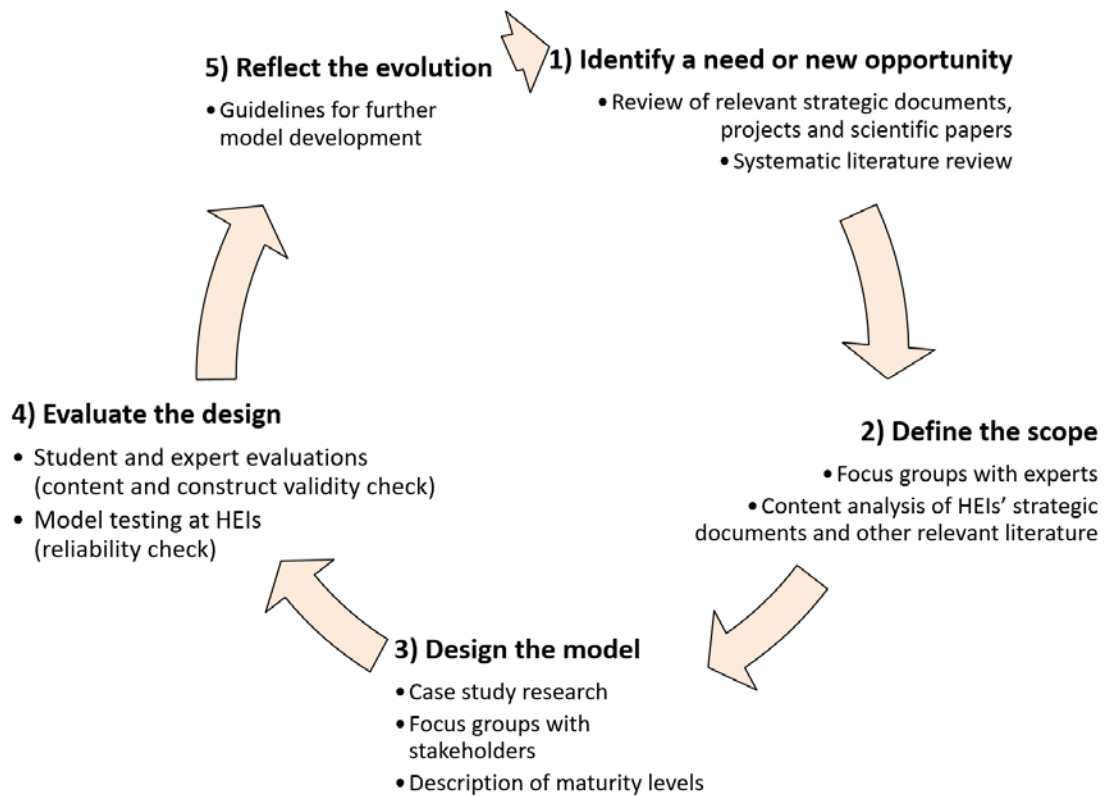 1) Identify a need or new opportunity
• Review of relevant strategic documents,
projects and scientific papers
• Systematic literature review
2) Define the scope
• Focus groups with experts
• Content analysis of HEIs’ strategic
documents and other relevant literature
3) Design the model
• Case study research
• Focus groups with
stakeholders
• Description of maturity levels
4) Evaluate the design
• Student and expert evaluations
(content and construct validity check)
• Model testing at HEIs
(reliability check)
5) Reflect the evolution
• Guidelines for further
model development